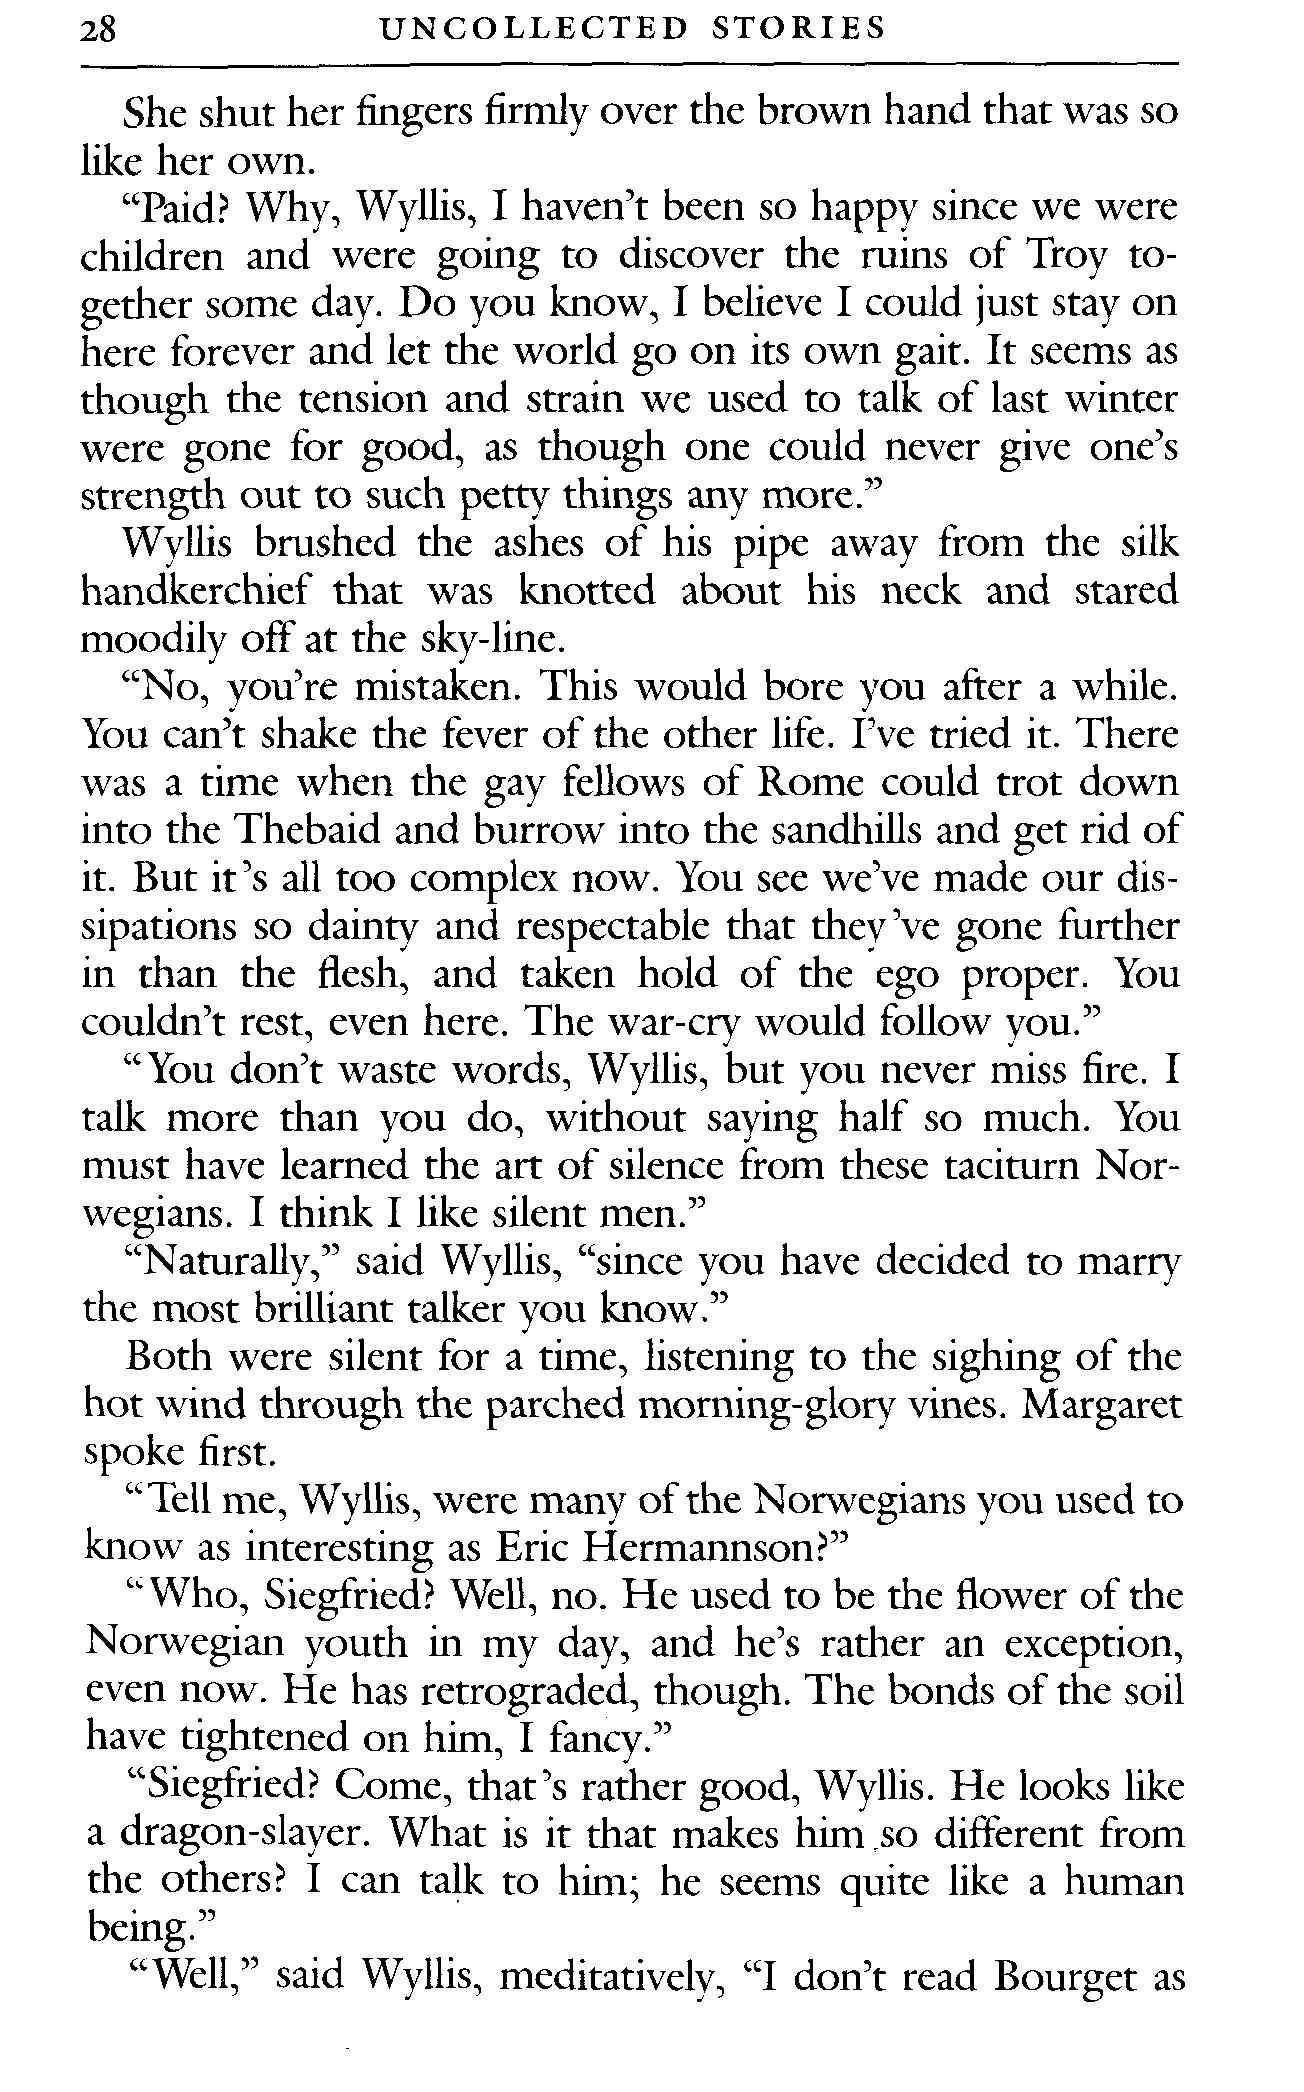 28 UNCOLLECTED STORIES
She shut her fingers firmly over the brown hand that was so
like her own.
“Paid? Why, Wyllis, I haven’t been so happy since we were
children and were going to discover the ruins of Troy to-
gether some day. Do you know, I believe I could just stay on
here forever and let the world go on its own gait. It seems as
though the tension and strain we used to talk of last winter
were gone for good, as though one could never give one’s
strength out to such petty things any more.”
Wyllis brushed the ashes of his pipe away from the silk
handkerchief that was knotted about his neck and stared
moodily off at the sky-line.
“No, you’re mistaken. This would bore you after a while.
You can’t shake the fever of the other life. I’ve tried it. There
was a time when the gay fellows of Rome could trot down
into the Thebaid and burrow into the sandhills and get rid of
it. But it’s all too complex now. You see we’ve made our dis-
sipations so dainty and respectable that they’ve gone further
in than the flesh, and taken hold of the ego proper. You
couldn’t rest, even here. The war-cry would follow you.”
“You don’t waste words, Wyllis, but you never miss fire. I
talk more than you do, without saying half so much. You
must have learned the art of silence from these taciturn Nor-
wegians. I think I like silent men.”
“Naturally,” said Wyllis, “since you have decided to marry
the most brilliant talker you know.”
Both were silent for a time, listening to the sighing of the
hot wind through the parched morning-glory vines. Margaret
spoke first.
“Tell me, Wyllis, were many of the Norwegians you used to
know as interesting as Eric Hermannson?”
“Who, Siegfried? Well, no. He used to be the flower of the
Norwegian youth in my day, and he’s rather an exception,
even now. He has retrograded, though. The bonds of the soil
have tightened on him, I fancy.”
“Siegfried? Come, that’s rather good, Wyllis. He looks like
a dragon-slayer. What is it that makes him so different from
the others? I can talk to him; he seems quite like a human
being.”
“Well,” said Wyllis, meditatively, “I don’t read Bourget as